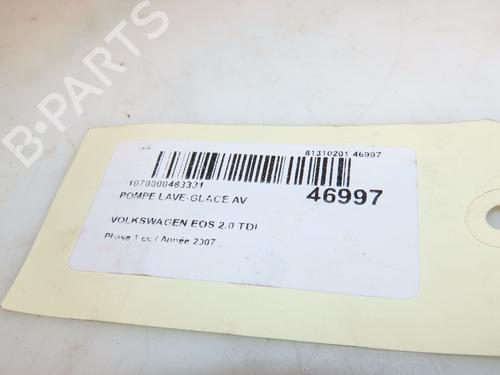 B-PARTS
81310201 46997
1070000483331
46997
POMPE LAVE-GLACE AV
VOLKSWAGEN EOS 2.0 TDI
Phase 1 cc / Année 2007